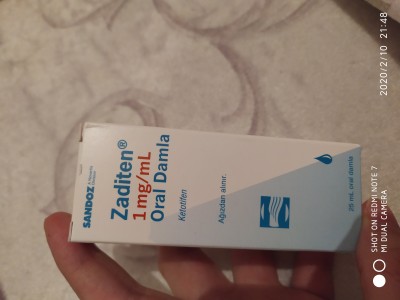 SANDOZ
Zaditen®
1 mg/mL
Oral Damla
Ketotifen
Ağızdan alınır.
20 mL oral damla
2020/2/10 21:48
SHOT ON REDMI NOTE 7
MI DUAL CAMERA